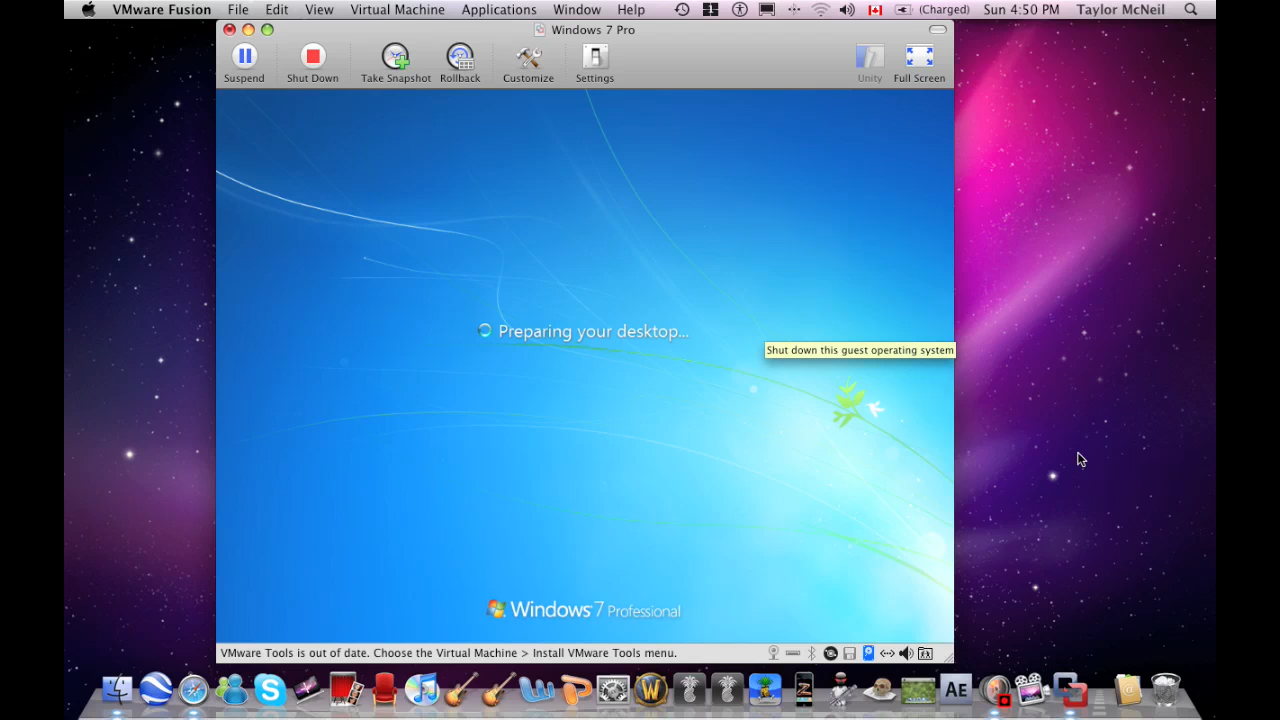 VMware Fusion File Edit View Virtual Machine Applications Window Help (Charged) Sun 4:50 PM Taylor McNeil
Windows 7 Pro
Suspend Shut Down Take Snapshot Rollback Customize Settings Unity Full Screen
Preparing your desktop...
Shut down this guest operating system
Windows 7 Professional
VMware Tools is out of date. Choose the Virtual Machine > Install VMware Tools menu.
AE